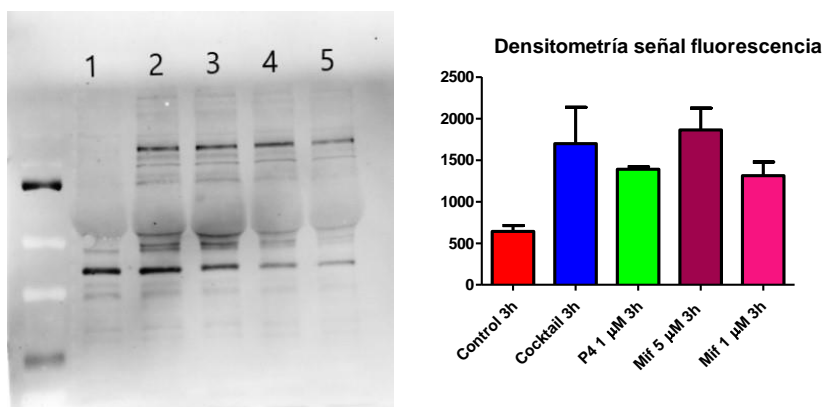 1 2 3 4 5
Densitometría señal fluorescencia
2500
2000
1500
1000
500
0
Control 3h
Cocktail 3h
P4 1 µM 3h
Mif 5 µM 3h
Mif 1 µM 3h